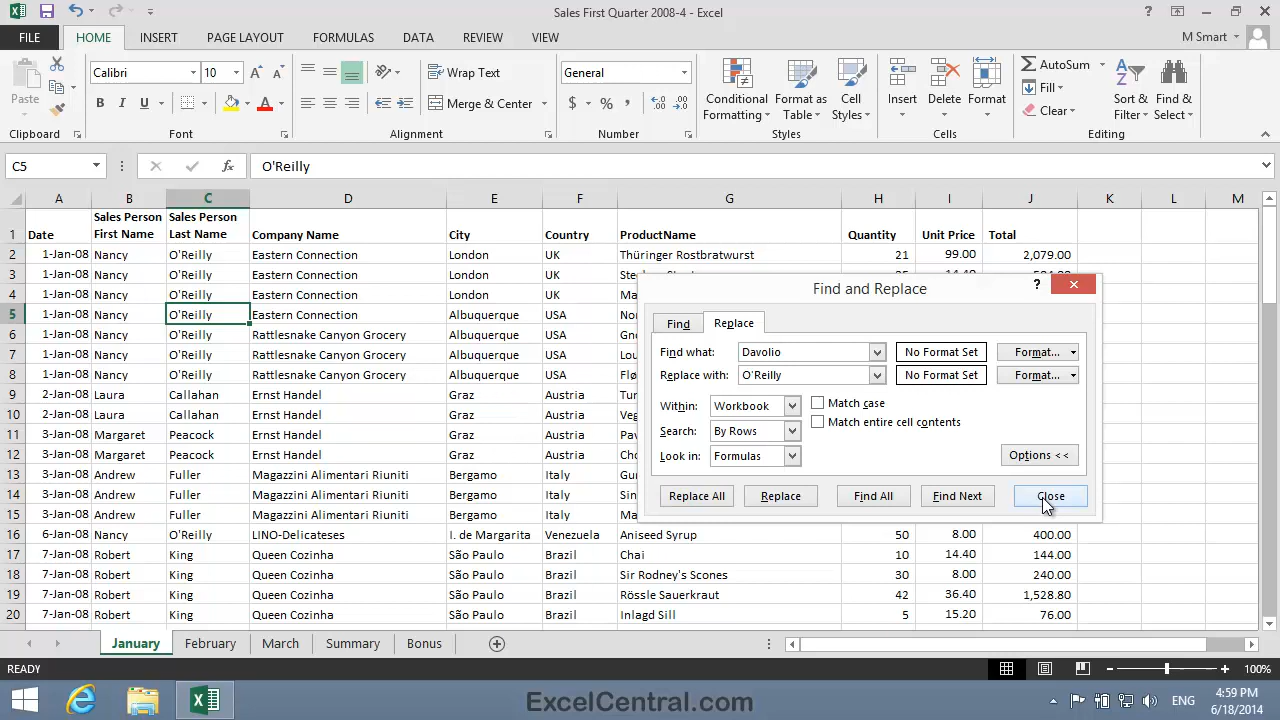 Sales First Quarter 2008-4 - Excel
?
FILE HOME INSERT PAGE LAYOUT FORMULAS DATA REVIEW VIEW M Smart
Paste
Calibri 10
B I U
Wrap Text
Merge & Center
General
$ % ,
Conditional Formatting
Format as Table
Cell Styles
Insert Delete Format
AutoSum
Fill
Clear
Sort & Filter
Find & Select
Clipboard Font Alignment Number Styles Cells Editing
C5 fx O'Reilly
A B C D E F G H I J K L M
1 Date Sales Person First Name Sales Person Last Name Company Name City Country ProductName Quantity Unit Price Total
2 1-Jan-08 Nancy O'Reilly Eastern Connection London UK Thüringer Rostbratwurst 21 99.00 2,079.00
3 1-Jan-08 Nancy O'Reilly Eastern Connection London UK
4 1-Jan-08 Nancy O'Reilly Eastern Connection London UK Ma
5 1-Jan-08 Nancy O'Reilly Eastern Connection Albuquerque USA No
6 1-Jan-08 Nancy O'Reilly Rattlesnake Canyon Grocery Albuquerque USA Nor
7 1-Jan-08 Nancy O'Reilly Rattlesnake Canyon Grocery Albuquerque USA Lou
8 1-Jan-08 Nancy O'Reilly Rattlesnake Canyon Grocery Albuquerque USA Flø
9 2-Jan-08 Laura Callahan Ernst Handel Graz Austria Tur
10 2-Jan-08 Laura Callahan Ernst Handel Graz Austria Veg
11 3-Jan-08 Margaret Peacock Ernst Handel Graz Austria Pav
12 3-Jan-08 Margaret Peacock Ernst Handel Graz Austria Cho
13 3-Jan-08 Andrew Fuller Magazzini Alimentari Riuniti Bergamo Italy Gor
14 3-Jan-08 Andrew Fuller Magazzini Alimentari Riuniti Bergamo Italy Sin
15 3-Jan-08 Andrew Fuller Magazzini Alimentari Riuniti Bergamo Italy Ma
16 6-Jan-08 Nancy O'Reilly LINO-Delicateses I. de Margarita Venezuela Aniseed Syrup 50 8.00 400.00
17 7-Jan-08 Robert King Queen Cozinha São Paulo Brazil Chai 10 14.40 144.00
18 7-Jan-08 Robert King Queen Cozinha São Paulo Brazil Sir Rodney's Scones 30 8.00 240.00
19 7-Jan-08 Robert King Queen Cozinha São Paulo Brazil Rössle Sauerkraut 42 36.40 1,528.80
20 7-Jan-08 Robert King Queen Cozinha São Paulo Brazil Inlagd Sill 5 15.20 76.00
Find and Replace ?
Find Replace
Find what: Davolio No Format Set Format...
Replace with: O'Reilly No Format Set Format...
Within: Workbook Match case
Search: By Rows Match entire cell contents
Look in: Formulas Options <<
Replace All Replace Find All Find Next Close
January February March Summary Bonus
READY 100%
ExcelCentral.com
ENG 4:59 PM
6/18/2014